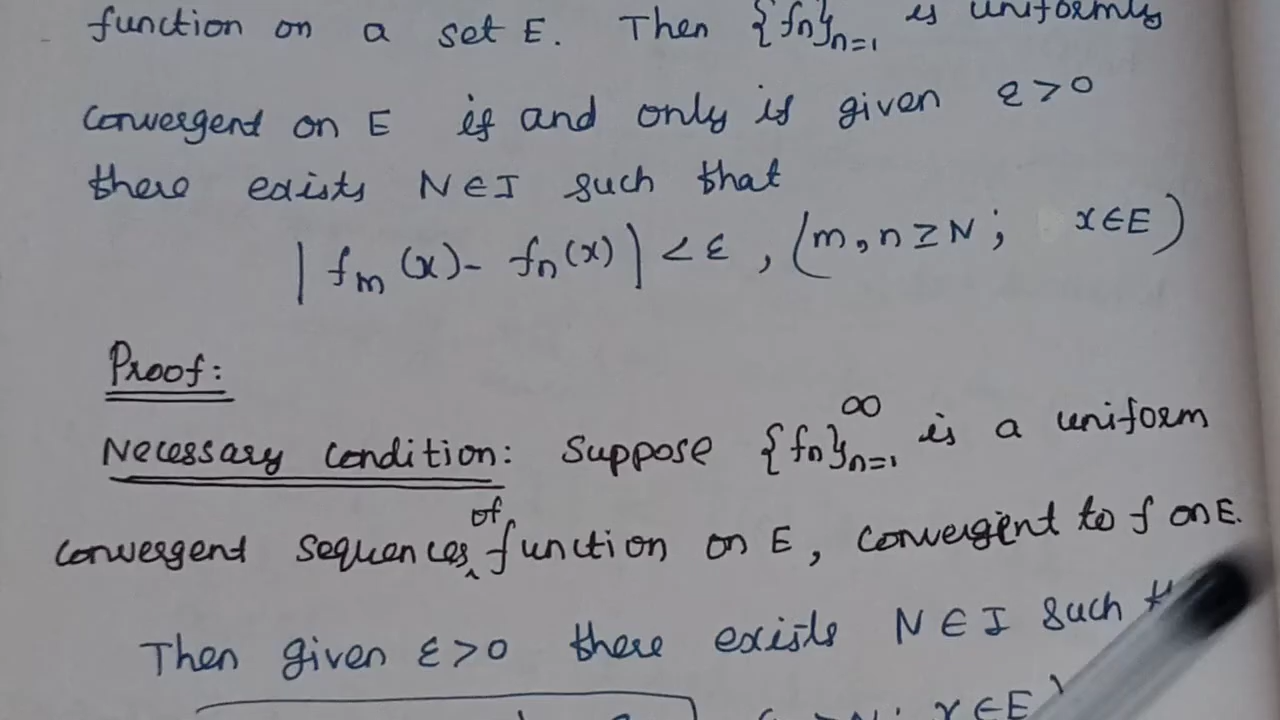 function on a set E. Then {fn}n=1 is uniformly
convergent on E if and only is given ε>0
there exists N∈I such that
|fm(x)- fn(x)| <ε, (m,n≥N; x∈E)
Proof:
Necessary condition: Suppose {fn}∞n=1 is a uniform
convergent sequences of function on E, convergent to f on E.
Then given ε>0 there exists N∈I such
N; x∈E)